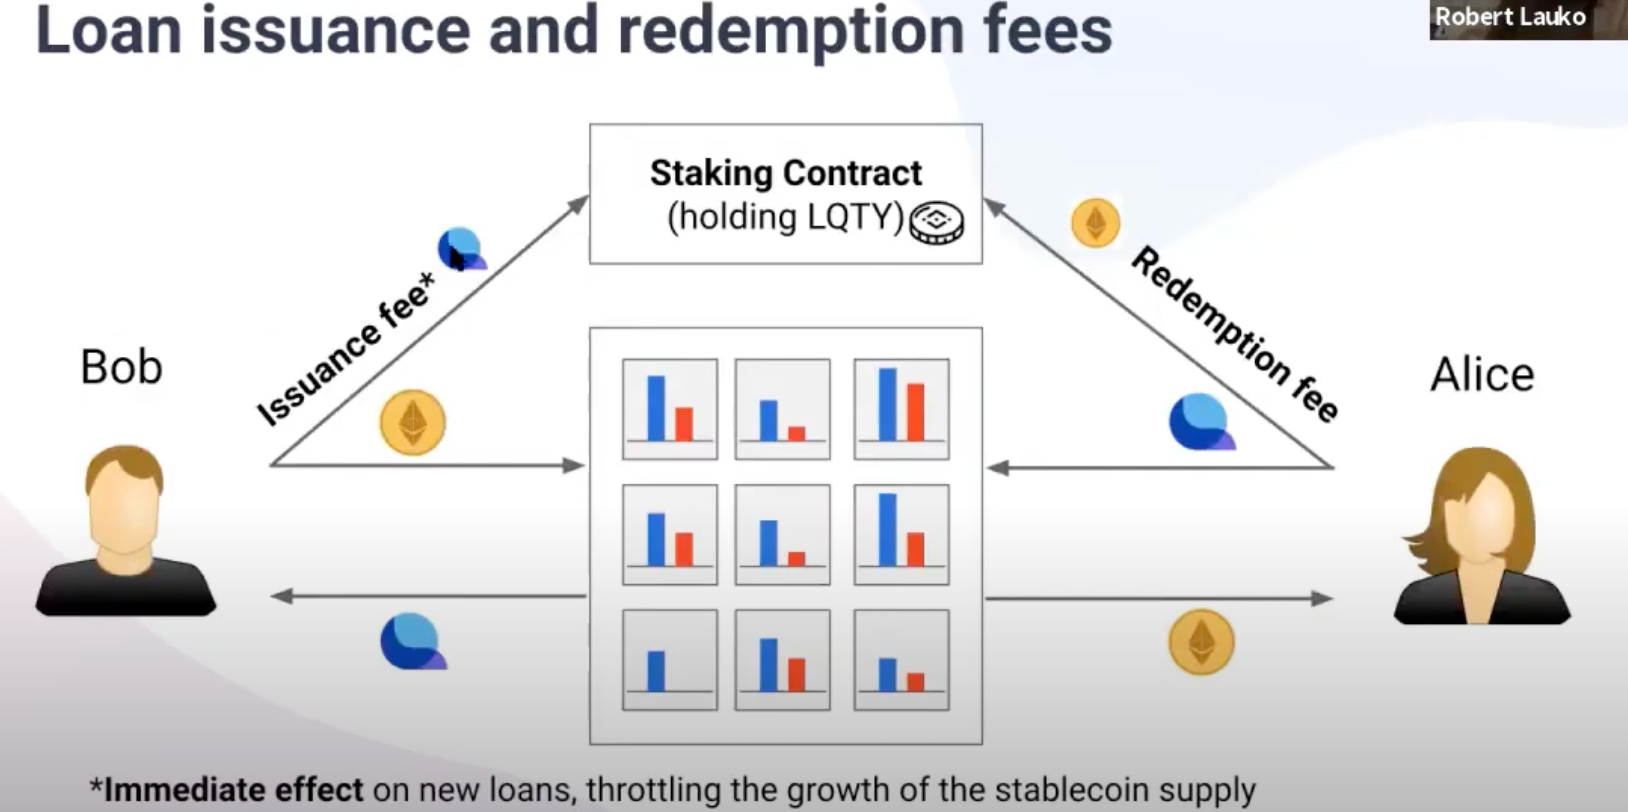 Loan issuance and redemption fees
Robert Lauko
Staking Contract
(holding LQTY)
Issuance fee*
Redemption fee
Bob
Alice
*Immediate effect on new loans, throttling the growth of the stablecoin supply